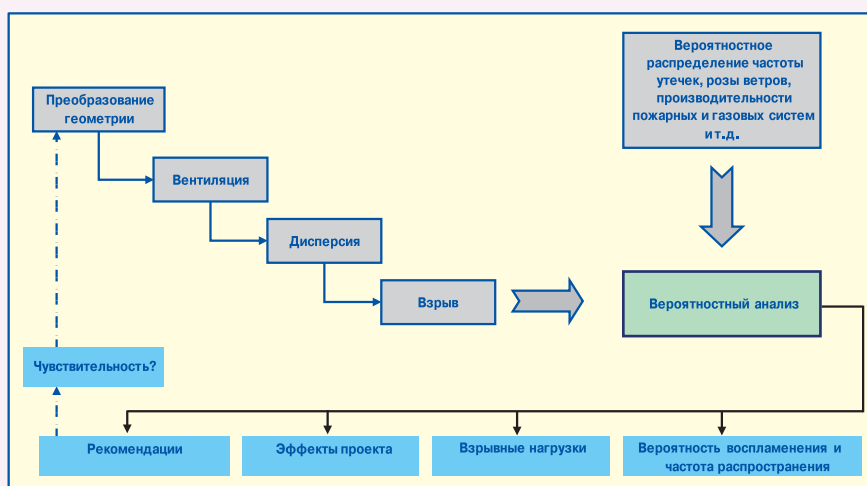 Вероятностное
распределение частоты
утечек, розы ветров,
производительности
пожарных и газовых систем
и т.д.
Преобразование
геометрии
Вентиляция
Дисперсия
Взрыв
Вероятностный анализ
Чувствительность?
Рекомендации
Эффекты проекта
Взрывные нагрузки
Вероятность воспламенения и
частота распространения